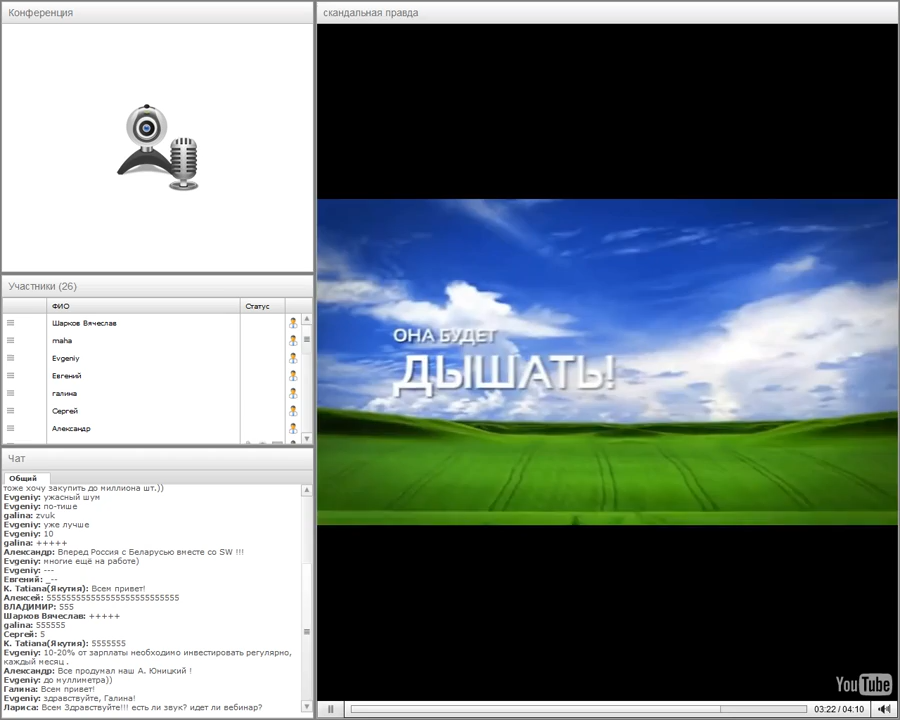 Конференция
скандальная правда
ОНА БУДЕТ
ДЫШАТЬ!
YouTube
03:22 / 04:10
Участники (26)
ФИО
Статус
Шарков Вячеслав
maha
Evgeniy
Евгений
галина
Сергей
Александр
Чат
Общий
тоже хочу закупить до миллиона шт.))
Evgeniy: ужасный шум
Evgeniy: по-тише
galina: zvuk
Evgeniy: уже лучше
Evgeniy: 10
galina: +++++
Александр: Вперед Россия с Беларусью вместе со SW !!!
Evgeniy: многие ещё на работе)
Evgeniy: ---
Евгений: _--
K. Tatiana(Якутия): Всем привет!
Алексей: 5555555555555555555555555555
ВЛАДИМИР: 555
Шарков Вячеслав: +++++
galina: 555555
Сергей: 5
K. Tatiana(Якутия): 5555555
Evgeniy: 10-20% от зарплаты необходимо инвестировать регулярно,
каждый месяц .
Александр: Все продумал наш А. Юницкий !
Evgeniy: до муллиметра))
Галина: Всем привет!
Evgeniy: здравствуйте, Галина!
Лариса: Всем Здравствуйте!!! есть ли звук? идет ли вебинар?